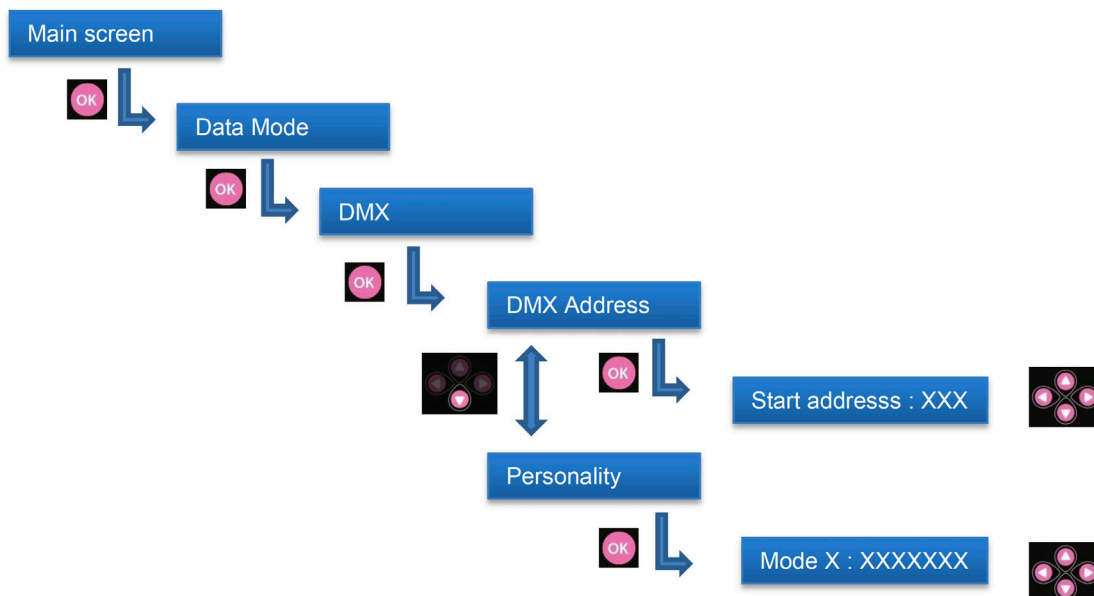 Main screen
OK
Data Mode
OK
DMX
OK
DMX Address
OK
Start addresss : XXX
Personality
OK
Mode X : XXXXXXX